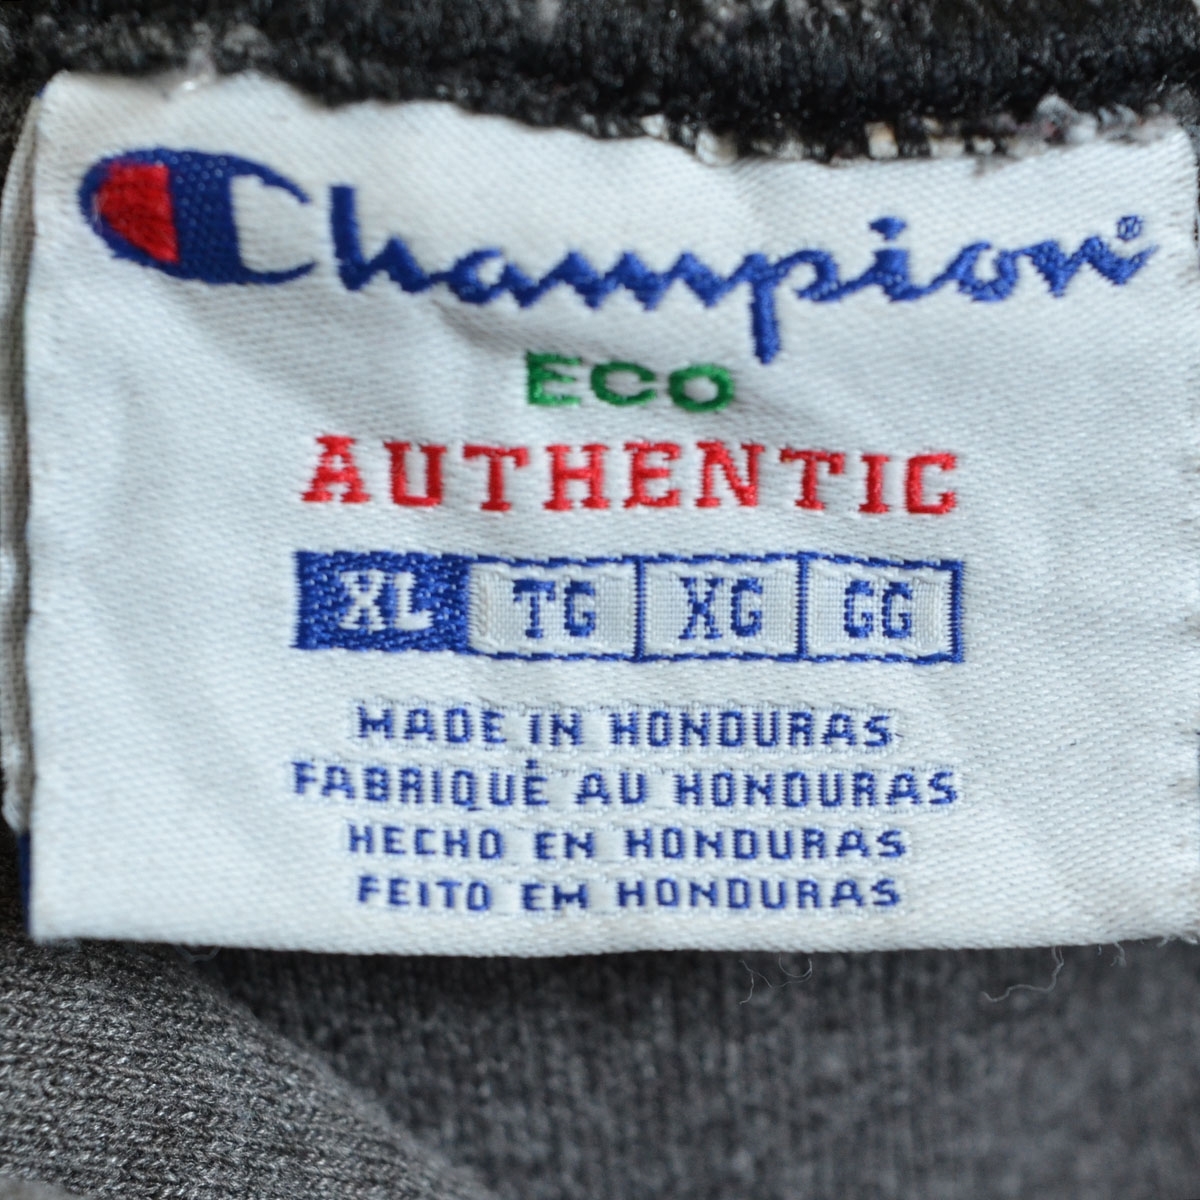 Champion®
ECO
AUTHENTIC
XL TG XG GG
MADE IN HONDURAS
FABRIQUÉ AU HONDURAS
HECHO EN HONDURAS
FEITO EM HONDURAS